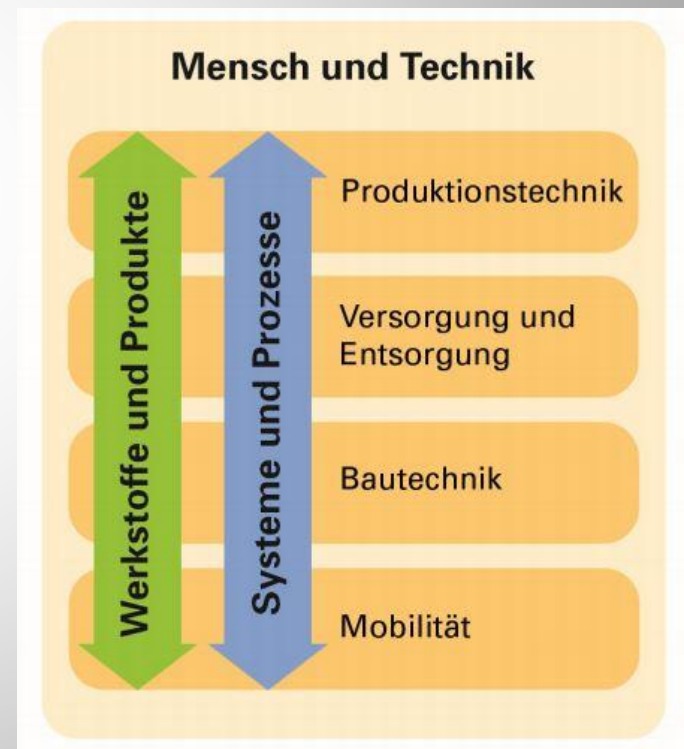 Mensch und Technik
Werkstoffe und Produkte
Systeme und Prozesse
Produktionstechnik
Versorgung und
Entsorgung
Bautechnik
Mobilität